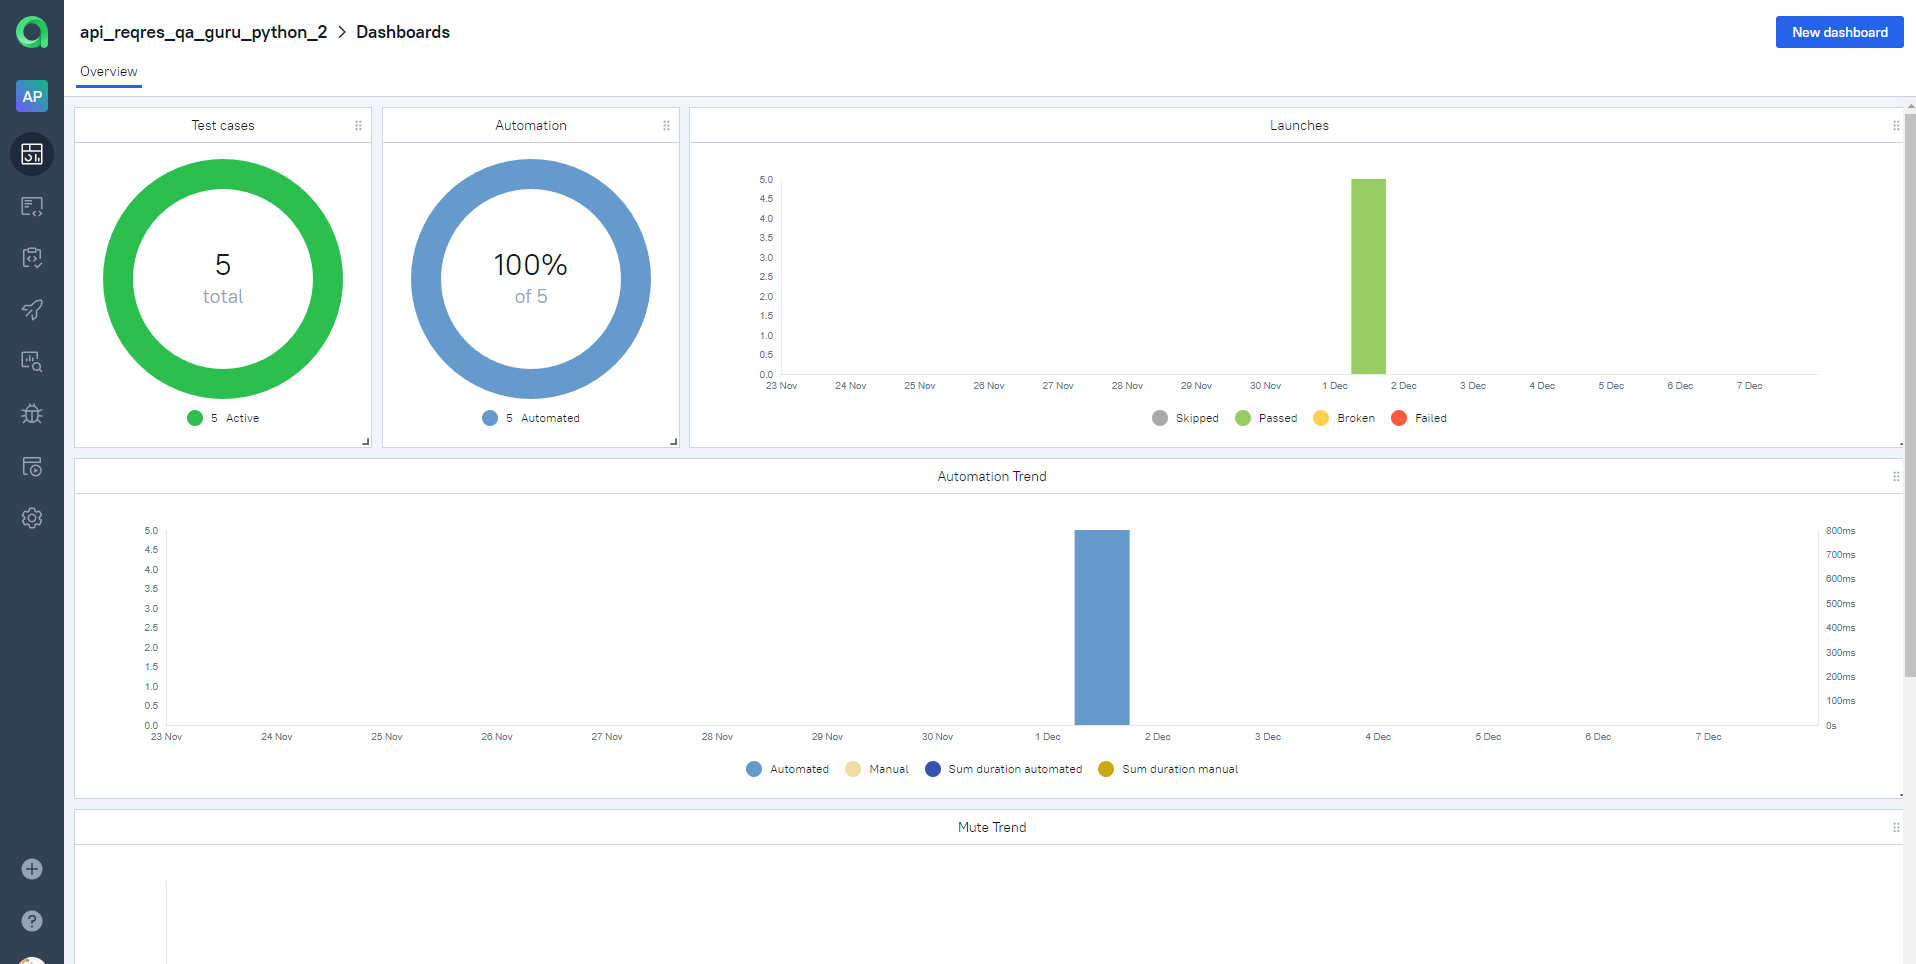 api_reqres_qa_guru_python_2 > Dashboards
New dashboard
Overview
AP
Test cases
5
total
5 Active
Automation
100%
of 5
5 Automated
Launches
5.0
4.5
4.0
3.5
3.0
2.5
2.0
1.5
1.0
0.5
0.0
23 Nov 24 Nov 25 Nov 26 Nov 27 Nov 28 Nov 29 Nov 30 Nov 1 Dec 2 Dec 3 Dec 4 Dec 5 Dec 6 Dec 7 Dec
Skipped Passed Broken Failed
Automation Trend
5.0 800ms
4.5 700ms
4.0 600ms
3.5 500ms
3.0 400ms
2.5 300ms
2.0 200ms
1.5 100ms
1.0 0s
0.5
0.0
23 Nov 24 Nov 25 Nov 26 Nov 27 Nov 28 Nov 29 Nov 30 Nov 1 Dec 2 Dec 3 Dec 4 Dec 5 Dec 6 Dec 7 Dec
Automated Manual Sum duration automated Sum duration manual
Mute Trend